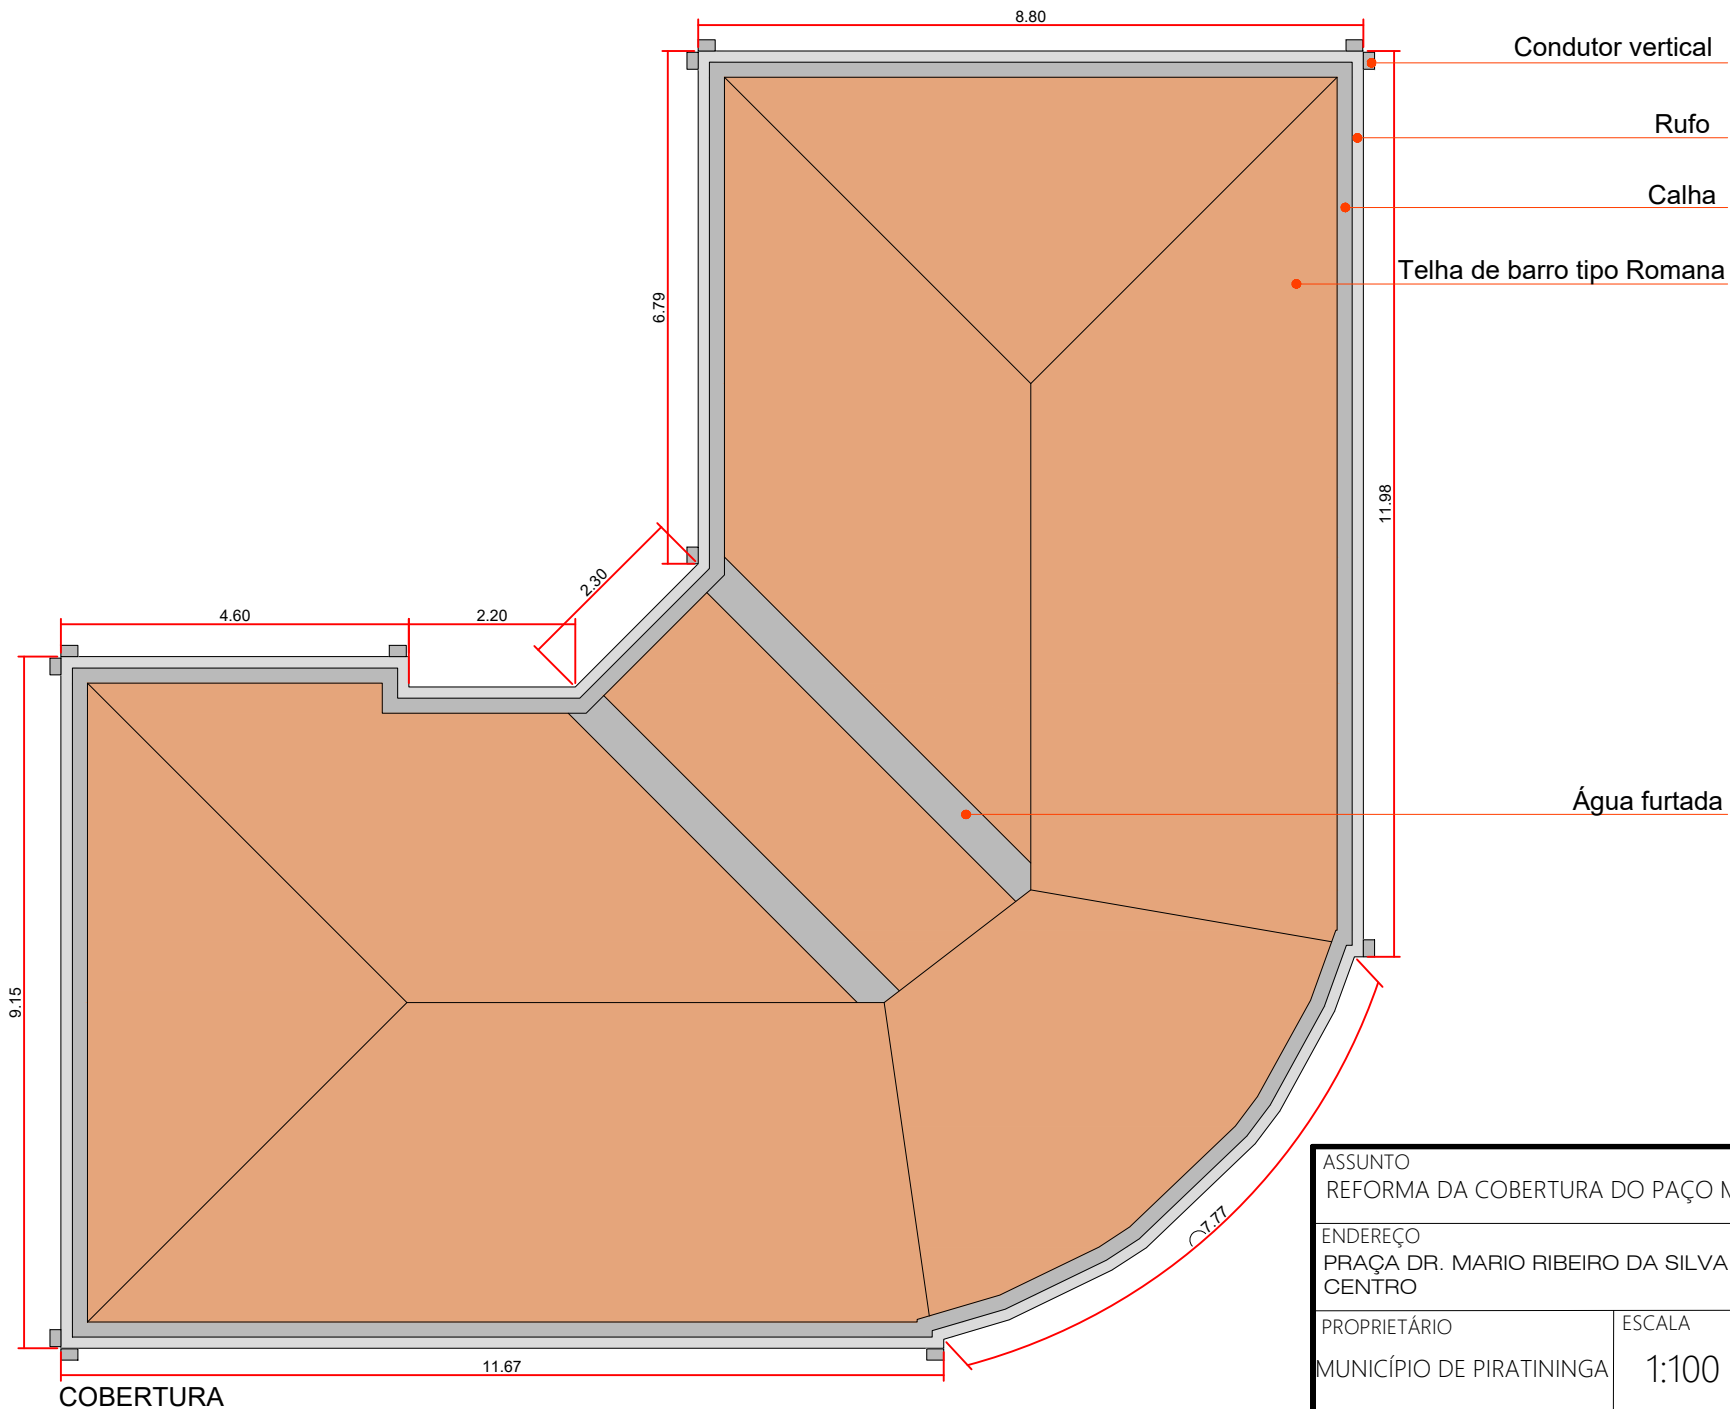 8.80
Condutor vertical
Rufo
Calha
Telha de barro tipo Romana
6.79
11.98
2.30
4.60
2.20
Água furtada
9.15
7.77
11.67
COBERTURA
ASSUNTO
REFORMA DA COBERTURA DO PAÇO
ENDEREÇO
PRAÇA DR. MARIO RIBEIRO DA SILVA
CENTRO
PROPRIETÁRIO
MUNICÍPIO DE PIRATININGA
ESCALA
1:100